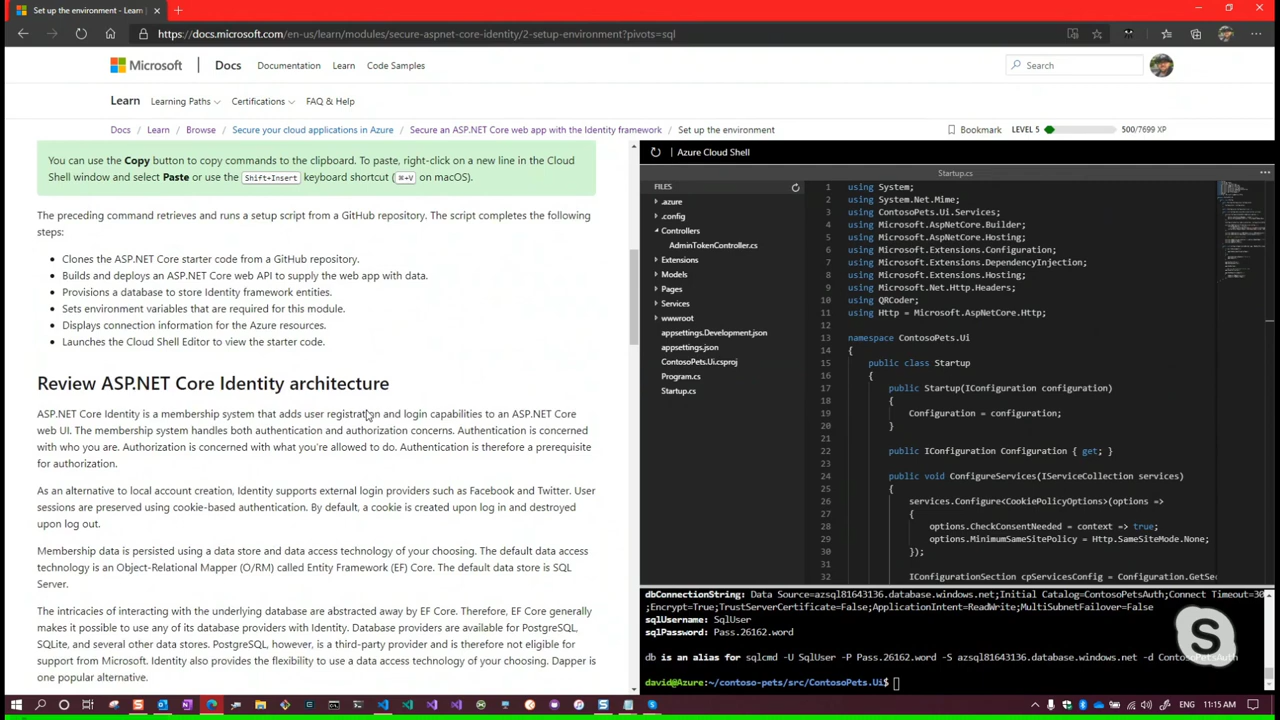 Set up the environment - Learn |
https://docs.microsoft.com/en-us/learn/modules/secure-aspnet-core-identity/2-setup-environment?pivots=sql
Microsoft | Docs Documentation Learn Code Samples Search
Learn Learning Paths Certifications FAQ & Help
Docs / Learn / Browse / Secure your cloud applications in Azure / Secure an ASP.NET Core web app with the Identity framework / Set up the environment Bookmark LEVEL 5 500/7699 XP
You can use the Copy button to copy commands to the clipboard. To paste, right-click on a new line in the Cloud
Shell window and select Paste or use the Shift+Insert keyboard shortcut (⌘+V on macOS).
The preceding command retrieves and runs a setup script from a GitHub repository. The script completes the following
steps:
• Clones the ASP.NET Core starter code from a GitHub repository.
• Builds and deploys an ASP.NET Core web API to supply the web app with data.
• Provisions a database to store Identity framework entities.
• Sets environment variables that are required for this module.
• Displays connection information for the Azure resources.
• Launches the Cloud Shell Editor to view the starter code.
Review ASP.NET Core Identity architecture
ASP.NET Core Identity is a membership system that adds user registration and login capabilities to an ASP.NET Core
web UI. The membership system handles both authentication and authorization concerns. Authentication is concerned
with who you are. Authorization is concerned with what you're allowed to do. Authentication is therefore a prerequisite
for authorization.
As an alternative to local account creation, Identity supports external login providers such as Facebook and Twitter. User
sessions are preserved using cookie-based authentication. By default, a cookie is created upon log in and destroyed
upon log out.
Membership data is persisted using a data store and data access technology of your choosing. The default data access
technology is an Object-Relational Mapper (O/RM) called Entity Framework (EF) Core. The default data store is SQL
Server.
The intricacies of interacting with the underlying database are abstracted away by EF Core. Therefore, EF Core generally
makes it possible to use any of its database providers with Identity. Database providers are available for PostgreSQL,
SQLite, and several other data stores. PostgreSQL, however, is a third-party provider and is therefore not eligible for
support from Microsoft. Identity also provides the flexibility to use a data access technology of your choosing. Dapper is
one popular alternative.
| Azure Cloud Shell
Startup.cs
FILES
.azure
.config
Controllers
AdminTokenController.cs
Extensions
Models
Pages
Services
wwwroot
appsettings.Development.json
appsettings.json
ContosoPets.Ui.csproj
Program.cs
Startup.cs
1 using System;
2 using System.Net.Mime;
3 using ContosoPets.Ui.Services;
4 using Microsoft.AspNetCore.Builder;
5 using Microsoft.AspNetCore.Hosting;
6 using Microsoft.Extensions.Configuration;
7 using Microsoft.Extensions.DependencyInjection;
8 using Microsoft.Extensions.Hosting;
9 using Microsoft.Net.Http.Headers;
10 using QRCoder;
11 using Http = Microsoft.AspNetCore.Http;
12
13 namespace ContosoPets.Ui
14 {
15 public class Startup
16 {
17 public Startup(IConfiguration configuration)
18 {
19 Configuration = configuration;
20 }
21
22 public IConfiguration Configuration { get; }
23
24 public void ConfigureServices(IServiceCollection services)
25 {
26 services.Configure<CookiePolicyOptions>(options =>
27 {
28 options.CheckConsentNeeded = context => true;
29 options.MinimumSameSitePolicy = Http.SameSiteMode.None;
30 });
31
32 IConfigurationSection cpServicesConfig = Configuration.GetSe
dbConnectionString: Data Source=azsql81643136.database.windows.net;Initial Catalog=ContosoPetsAuth;Connect Timeout=30
;Encrypt=True;TrustServerCertificate=False;ApplicationIntent=ReadWrite;MultiSubnetFailover=False
sqlUsername: SqlUser
sqlPassword: Pass.26162.word
db is an alias for sqlcmd -U SqlUser -P Pass.26162.word -S azsql81643136.database.windows.net -d ContosoPetsAuth
david@Azure:~/contoso-pets/src/ContosoPets.Ui$
ENG 11:15 AM